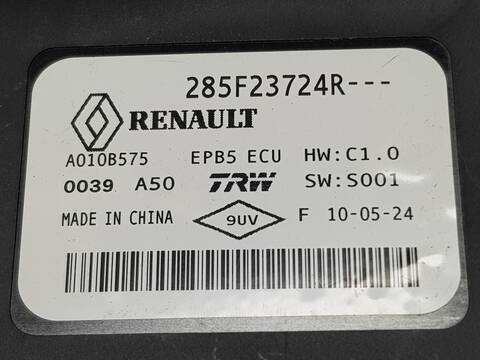 285F23724R---
RENAULT
A010B575 EPB5 ECU HW:C1.0
0039 A50 TRW SW:S001
MADE IN CHINA 9UV F 10-05-24